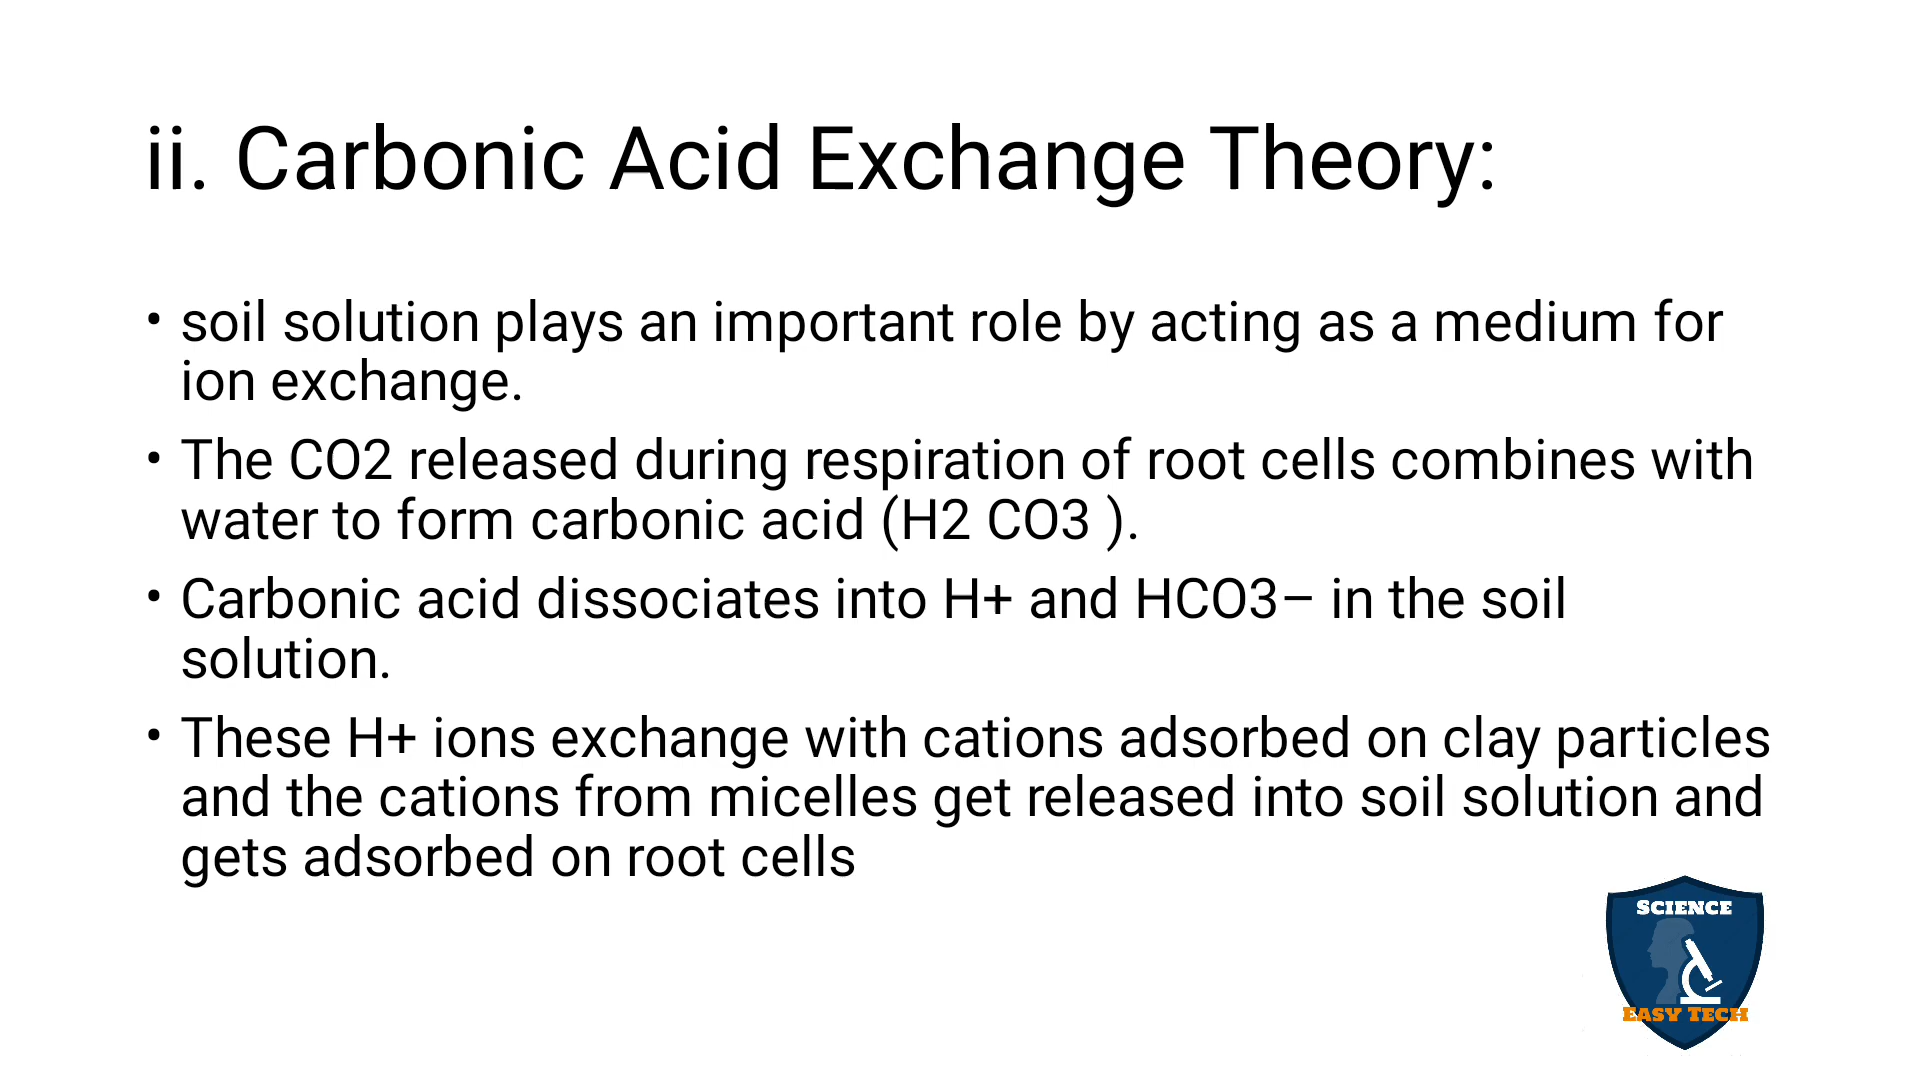 ii. Carbonic Acid Exchange Theory:
• soil solution plays an important role by acting as a medium for
ion exchange.
• The CO2 released during respiration of root cells combines with
water to form carbonic acid (H2 CO3 ).
• Carbonic acid dissociates into H+ and HCO3– in the soil
solution.
• These H+ ions exchange with cations adsorbed on clay particles
and the cations from micelles get released into soil solution and
gets adsorbed on root cells
SCIENCE
EASY TECH